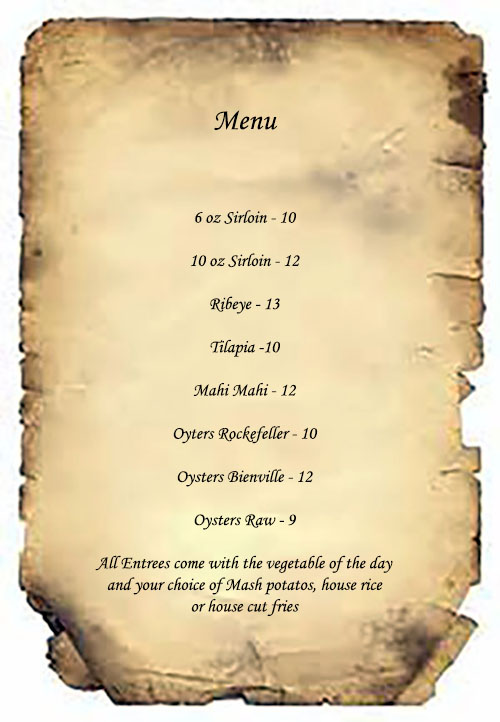 Menu
6 oz Sirloin - 10
10 oz Sirloin - 12
Ribeye - 13
Tilapia -10
Mahi Mahi - 12
Oyters Rockefeller - 10
Oysters Bienville - 12
Oysters Raw - 9
All Entrees come with the vegetable of the day
and your choice of Mash potatos, house rice
or house cut fries